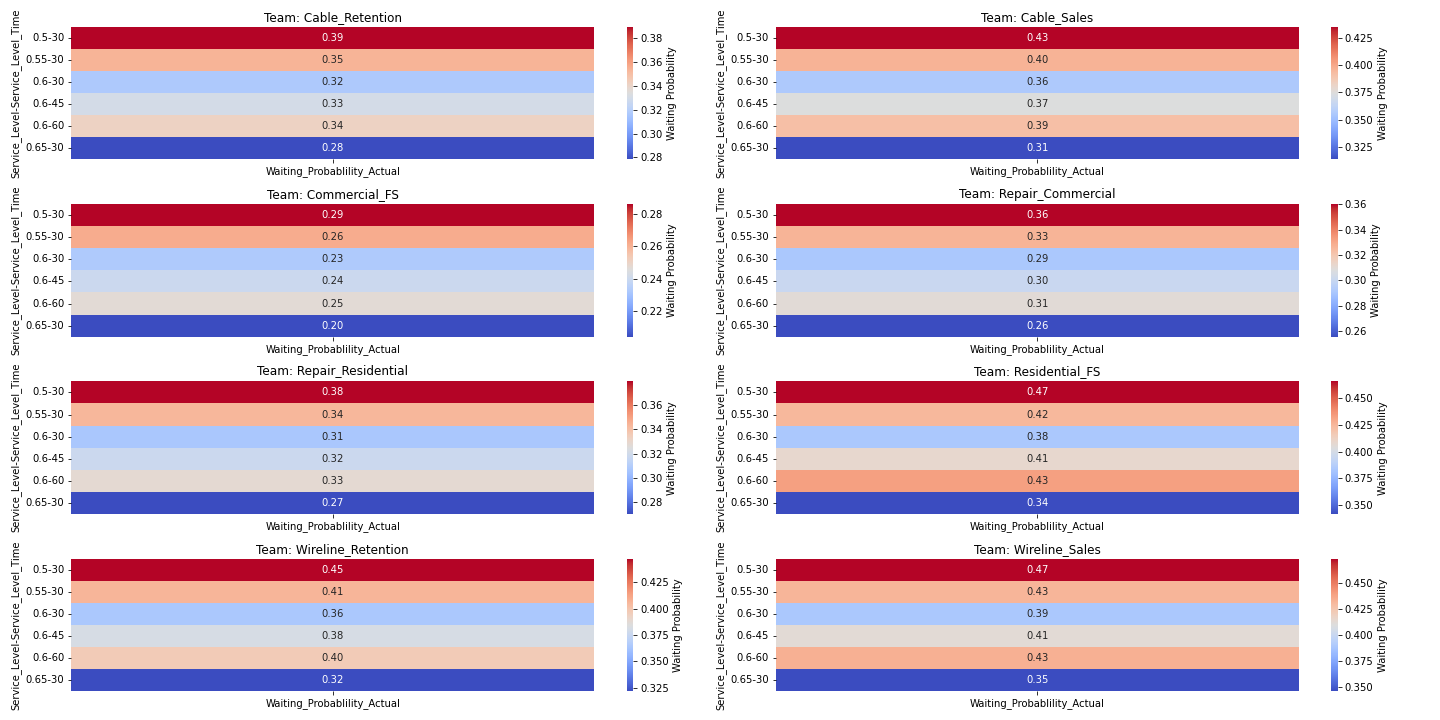 Team: Cable_Retention
Service_Level-Service_Level_Time
0.5-30 0.39
0.55-30 0.35
0.6-30 0.32
0.6-45 0.33
0.6-60 0.34
0.65-30 0.28
Waiting_Probablility_Actual
0.38
0.36
0.34
0.32
0.30
0.28
Waiting Probability
Team: Cable_Sales
Service_Level-Service_Level_Time
0.5-30 0.43
0.55-30 0.40
0.6-30 0.36
0.6-45 0.37
0.6-60 0.39
0.65-30 0.31
Waiting_Probablility_Actual
0.425
0.400
0.375
0.350
0.325
Waiting Probability
Team: Commercial_FS
Service_Level-Service_Level_Time
0.5-30 0.29
0.55-30 0.26
0.6-30 0.23
0.6-45 0.24
0.6-60 0.25
0.65-30 0.20
Waiting_Probablility_Actual
0.28
0.26
0.24
0.22
Waiting Probability
Team: Repair_Commercial
Service_Level-Service_Level_Time
0.5-30 0.36
0.55-30 0.33
0.6-30 0.29
0.6-45 0.30
0.6-60 0.31
0.65-30 0.26
Waiting_Probablility_Actual
0.36
0.34
0.32
0.30
0.28
0.26
Waiting Probability
Team: Repair_Residential
Service_Level-Service_Level_Time
0.5-30 0.38
0.55-30 0.34
0.6-30 0.31
0.6-45 0.32
0.6-60 0.33
0.65-30 0.27
Waiting_Probablility_Actual
0.36
0.34
0.32
0.30
0.28
Waiting Probability
Team: Residential_FS
Service_Level-Service_Level_Time
0.5-30 0.47
0.55-30 0.42
0.6-30 0.38
0.6-45 0.41
0.6-60 0.43
0.65-30 0.34
Waiting_Probablility_Actual
0.450
0.425
0.400
0.375
0.350
Waiting Probability
Team: Wireline_Retention
Service_Level-Service_Level_Time
0.5-30 0.45
0.55-30 0.41
0.6-30 0.36
0.6-45 0.38
0.6-60 0.40
0.65-30 0.32
Waiting_Probablility_Actual
0.425
0.400
0.375
0.350
0.325
Waiting Probability
Team: Wireline_Sales
Service_Level-Service_Level_Time
0.5-30 0.47
0.55-30 0.43
0.6-30 0.39
0.6-45 0.41
0.6-60 0.43
0.65-30 0.35
Waiting_Probablility_Actual
0.450
0.425
0.400
0.375
0.350
Waiting Probability